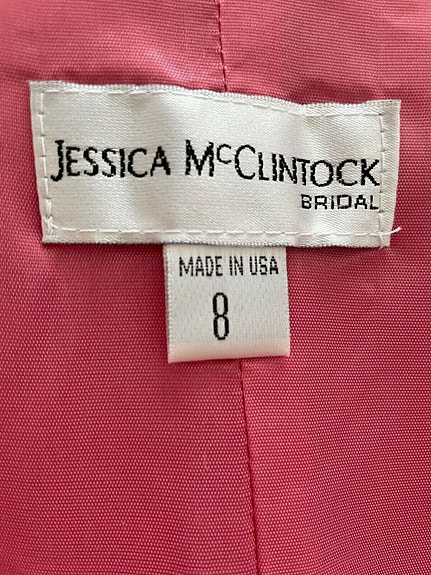 JESSICA McCLINTOCK
BRIDAL
MADE IN USA
8